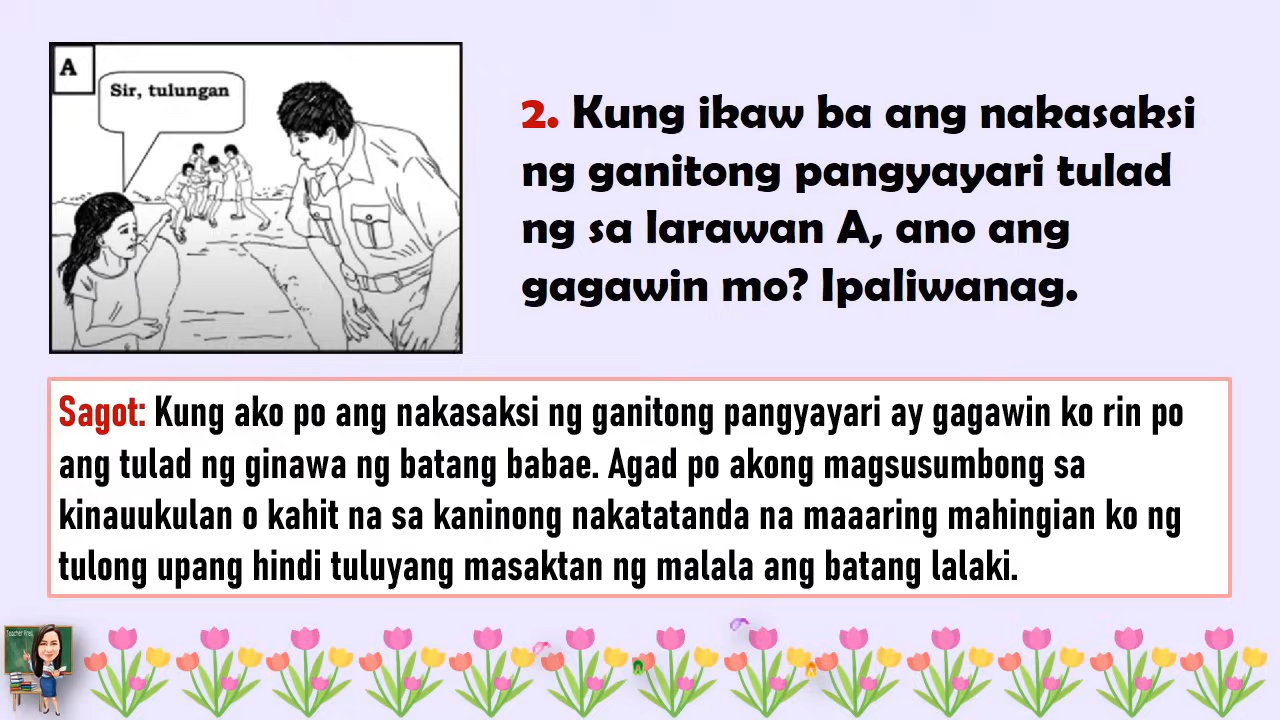 A
Sir, tulungan
2. Kung ikaw ba ang nakasaksi
ng ganitong pangyayari tulad
ng sa larawan A, ano ang
gagawin mo? Ipaliwanag.
Sagot: Kung ako po ang nakasaksi ng ganitong pangyayari ay gagawin ko rin po
ang tulad ng ginawa ng batang babae. Agad po akong magsusumbong sa
kinauukulan o kahit na sa kaninong nakatatanda na maaaring mahingian ko ng
tulong upang hindi tuluyang masaktan ng malala ang batang lalaki.